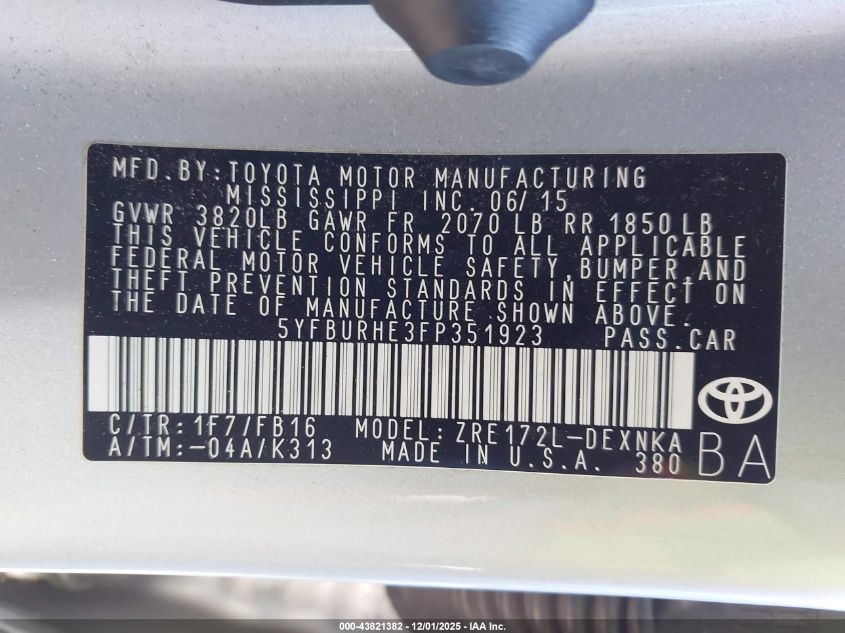 MFD.BY:TOYOTA MOTOR MANUFACTURING
MISSISSIPPI INC. 06/15
GVWR 3820LB GAWR FR 2070 LB RR 1850 LB
THIS VEHICLE CONFORMS TO ALL APPLICABLE
FEDERAL MOTOR VEHICLE SAFETY,BUMPER,AND
THEFT PREVENTION STANDARDS IN EFFECT ON
THE DATE OF MANUFACTURE SHOWN ABOVE.
5YFBURHE3FP351923 PASS.CAR
C/TR:1F7/FB16 MODEL:ZRE172L-DEXNKA
A/TM:-04A/K313 MADE IN U.S.A. 380 BA
000-43821382 | 12/01/2025 - IAA Inc.